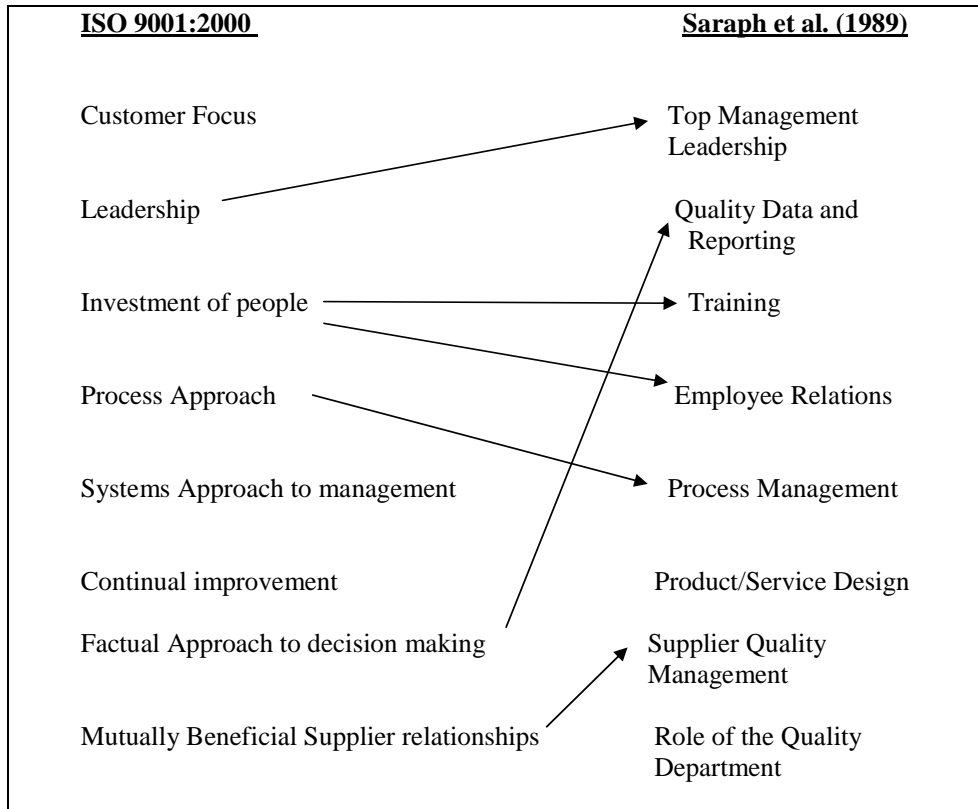 ISO 9001:2000
Saraph et al. (1989)
Customer Focus
Top Management
Leadership
Leadership
Quality Data and
Reporting
Investment of people
Training
Process Approach
Employee Relations
Systems Approach to management
Process Management
Continual improvement
Product/Service Design
Factual Approach to decision making
Supplier Quality
Management
Mutually Beneficial Supplier relationships
Role of the Quality
Department